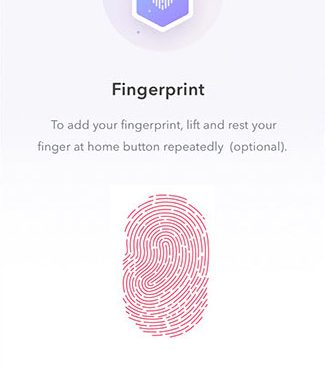 Fingerprint
To add your fingerprint, lift and rest your
finger at home button repeatedly (optional).